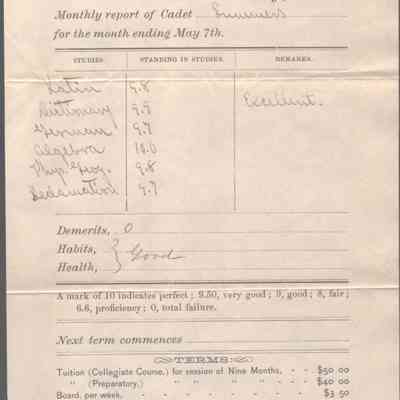 Monthly report of Cadet Summers
for the month ending May 7th.
STUDIES. STANDING IN STUDIES. REMARKS.
Latin 9.8 Excellent.
Dictionary 9.9
German 9.7
Algebra 10.0
Phys. Geog. 9.8
Declamation 9.7
Demerits, 0
Habits, } Good
Health,
A mark of 10 indicates perfect; 9.50, very good; 9, good; 8, fair;
6.6, proficiency; 0, total failure.
Next term commences
TERMS:
Tuition (Collegiate Course,) for session of Nine Months, - - $50 00
" (Preparatory,) " " " - - $40 00
Board, per week, - - - - - - - $3 50